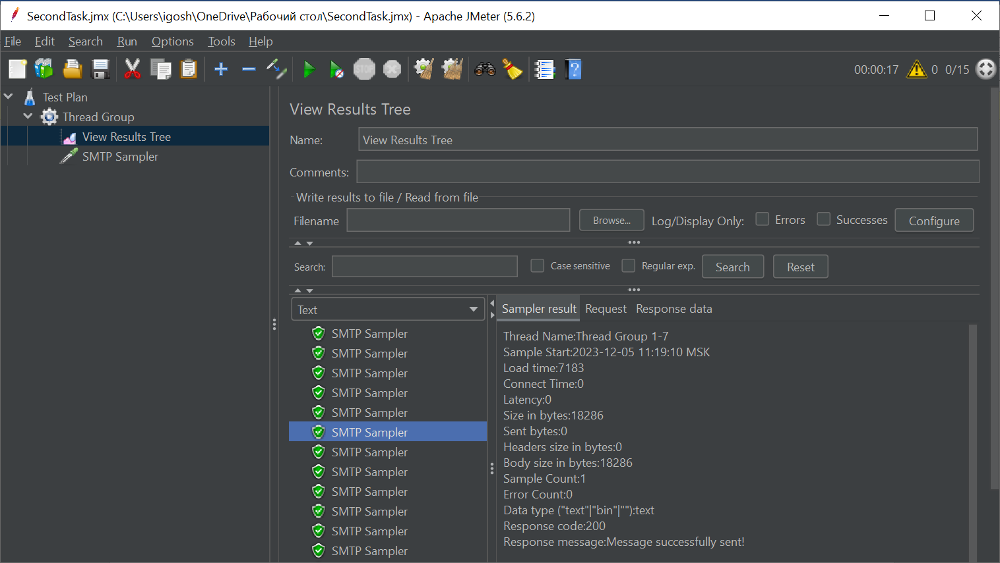 SecondTask.jmx (C:\Users\igosh\OneDrive\Рабочий стол\SecondTask.jmx) - Apache JMeter (5.6.2)
File Edit Search Run Options Tools Help
STOP
00:00:17 0 0/15
Test Plan
Thread Group
View Results Tree
SMTP Sampler
View Results Tree
Name: View Results Tree
Comments:
Write results to file / Read from file
Filename Browse... Log/Display Only: Errors Successes Configure
Search: Case sensitive Regular exp. Search Reset
Text
SMTP Sampler
SMTP Sampler
SMTP Sampler
SMTP Sampler
SMTP Sampler
SMTP Sampler
SMTP Sampler
SMTP Sampler
SMTP Sampler
SMTP Sampler
SMTP Sampler
SMTP Sampler
Sampler result Request Response data
Thread Name:Thread Group 1-7
Sample Start:2023-12-05 11:19:10 MSK
Load time:7183
Connect Time:0
Latency:0
Size in bytes:18286
Sent bytes:0
Headers size in bytes:0
Body size in bytes:18286
Sample Count:1
Error Count:0
Data type ("text"|"bin"|""):text
Response code:200
Response message:Message successfully sent!